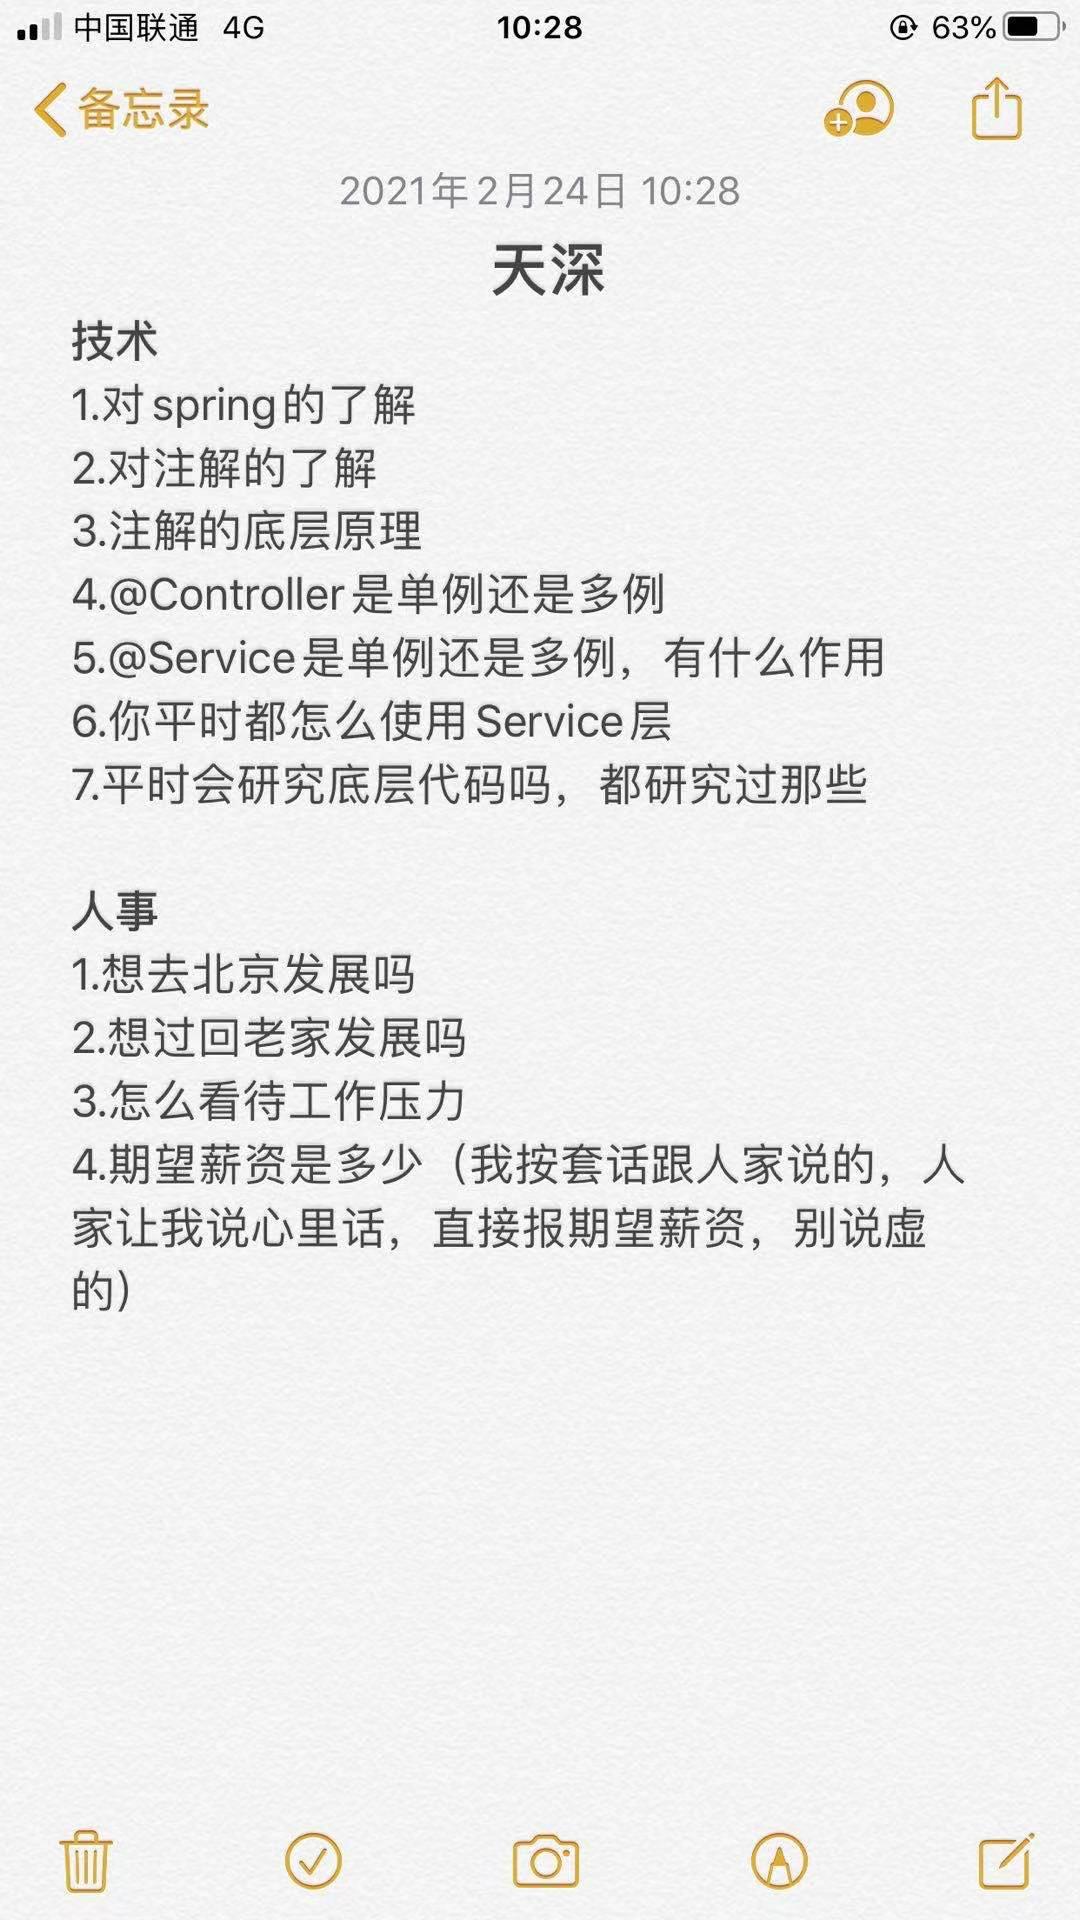 中国联通 4G 10:28 63%
备忘录
2021年2月24日 10:28
天深
技术
1.对spring的了解
2.对注解的了解
3.注解的底层原理
4.@Controller是单例还是多例
5.@Service是单例还是多例，有什么作用
6.你平时都怎么使用Service层
7.平时会研究底层代码吗，都研究过那些
人事
1.想去北京发展吗
2.想过回老家发展吗
3.怎么看待工作压力
4.期望薪资是多少（我按套话跟人家说的，人
家让我说心里话，直接报期望薪资，别说虚
的）